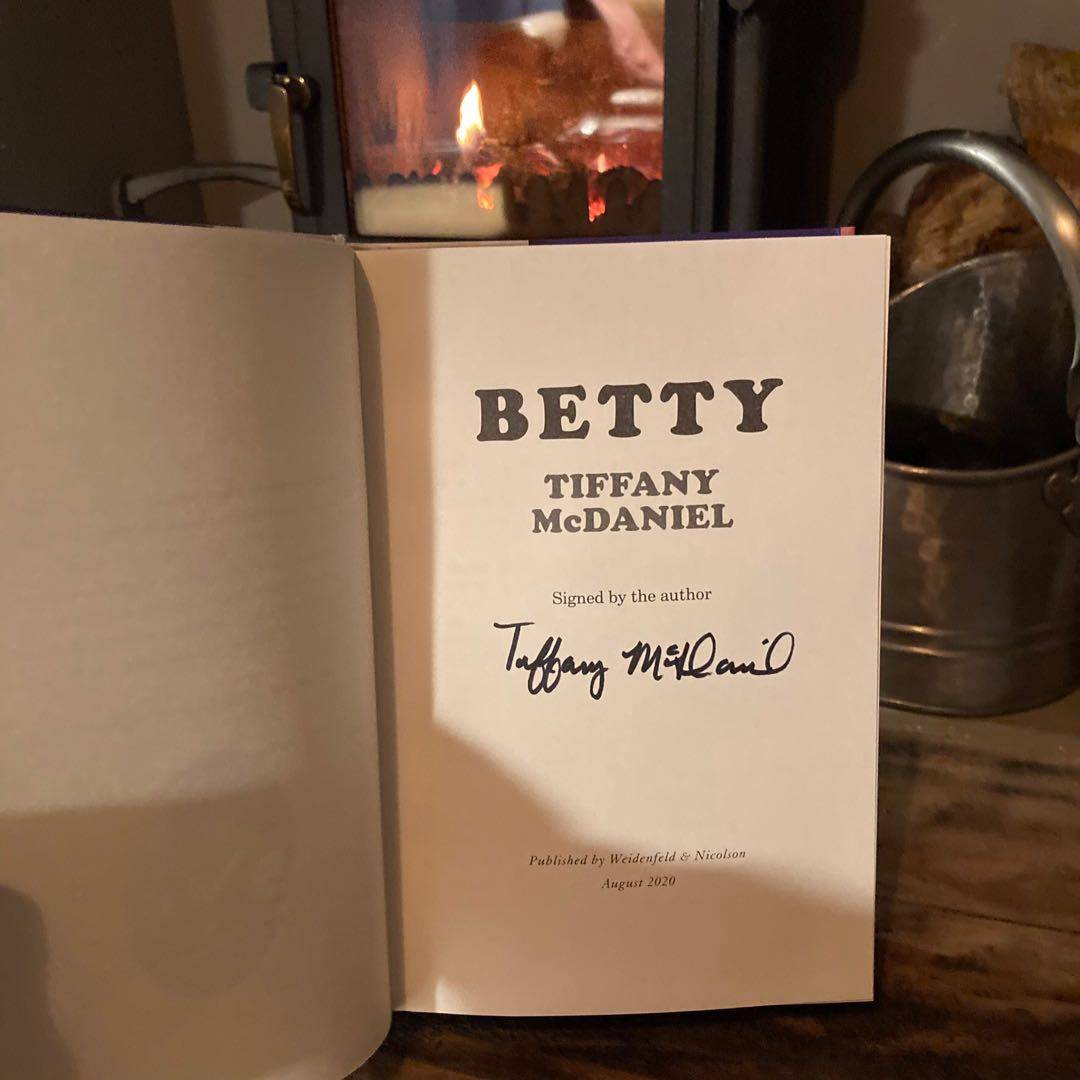 BETTY
TIFFANY
McDANIEL
Signed by the author
Tiffany McDaniel
Published by Weidenfeld & Nicolson
August 2020